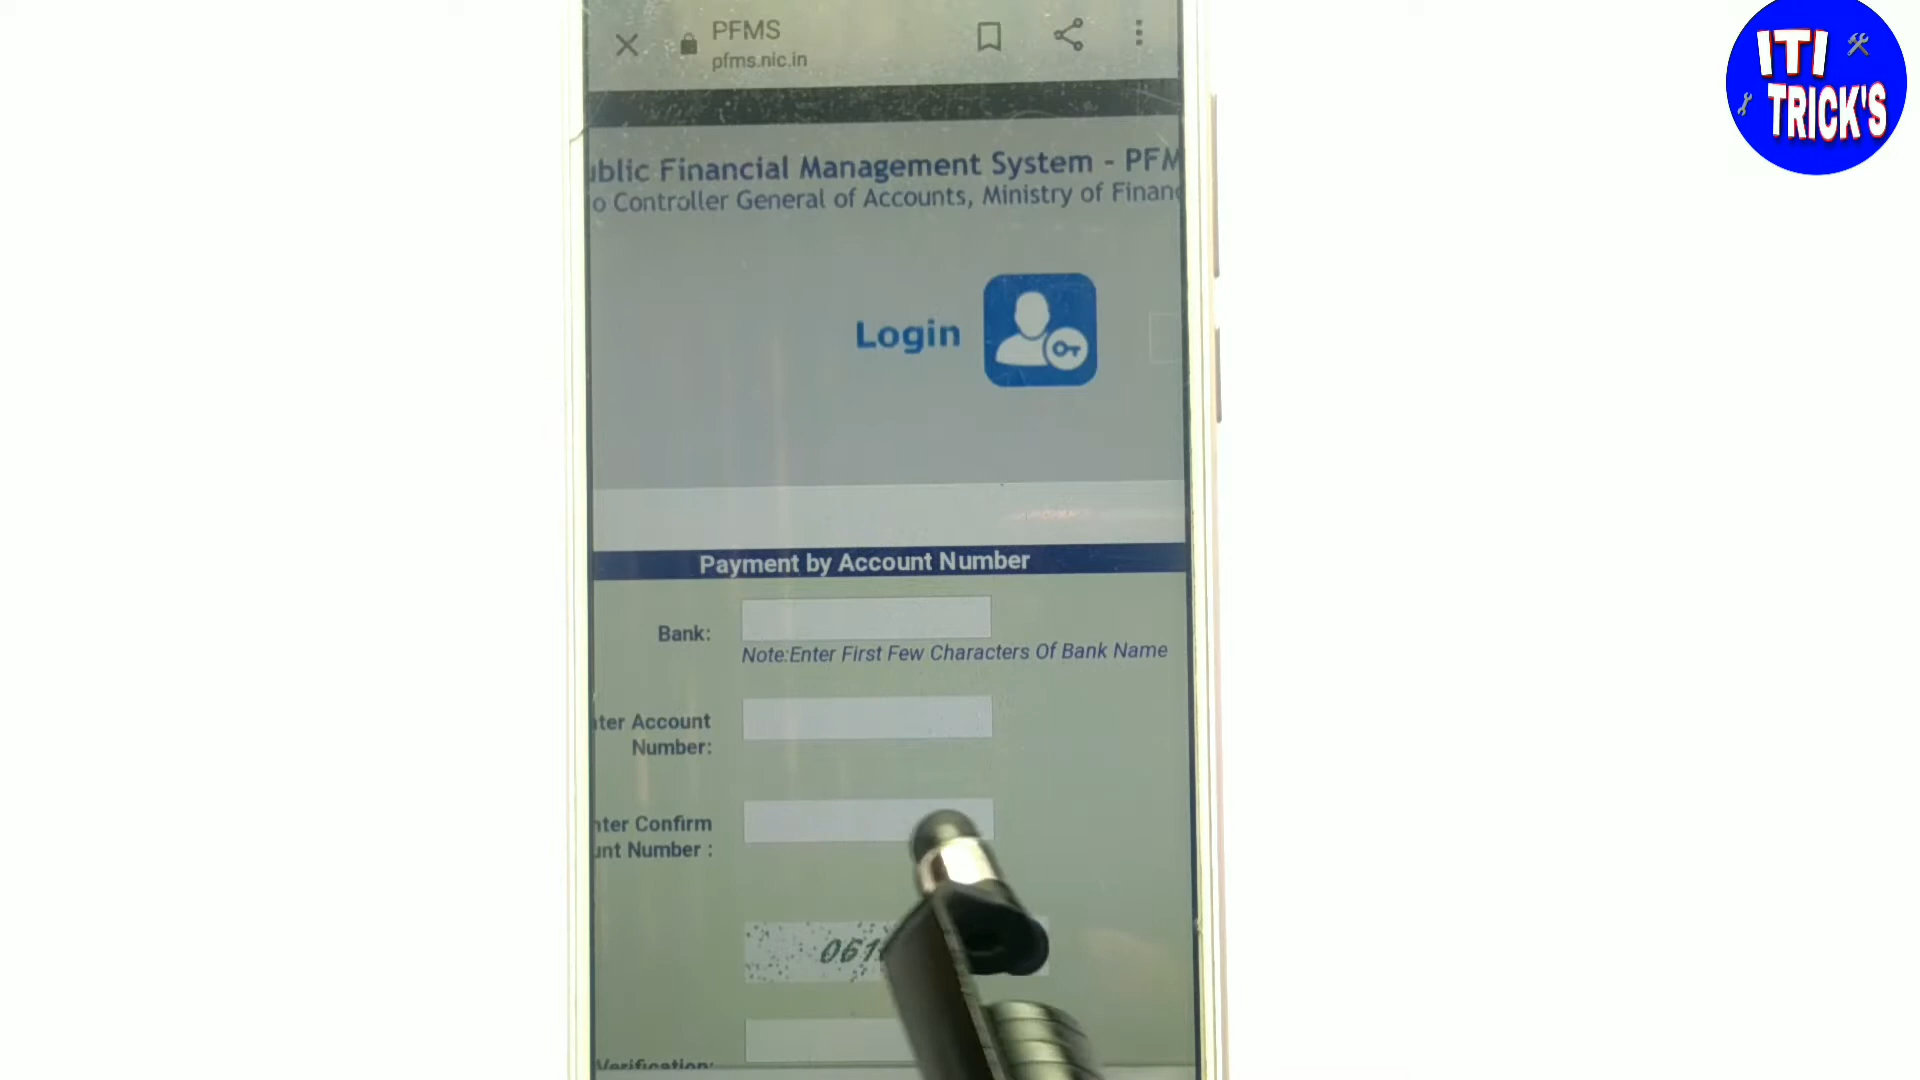 PFMS
pfms.nic.in
ITI
TRICK'S
ublic Financial Management System - PFM
o Controller General of Accounts, Ministry of Financ
Login
Payment by Account Number
Bank:
Note:Enter First Few Characters Of Bank Name
nter Account
Number:
nter Confirm
unt Number :
061
Verification: